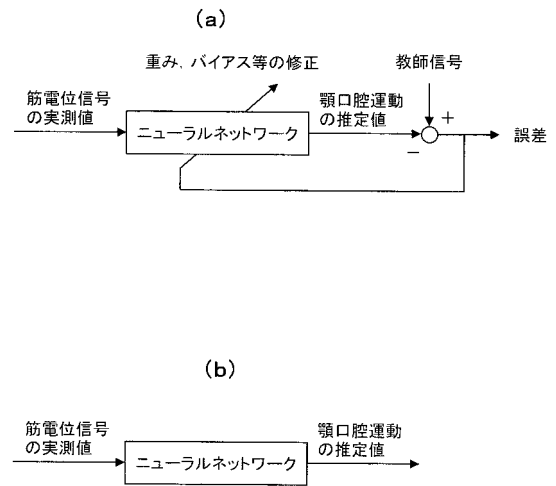 (a)
重み、バイアス等の修正
教師信号
筋電位信号
の実測値
ニューラルネットワーク
顎口腔運動
の推定値
+
−
誤差
(b)
筋電位信号
の実測値
ニューラルネットワーク
顎口腔運動
の推定値